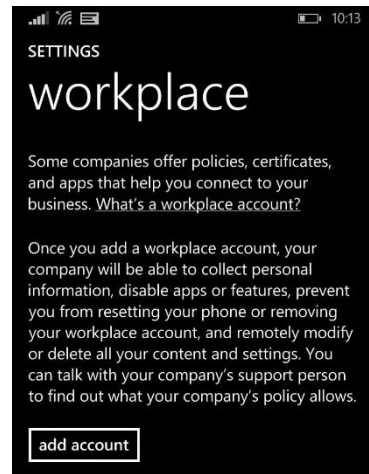 10:13
SETTINGS
workplace
Some companies offer policies, certificates,
and apps that help you connect to your
business. What's a workplace account?
Once you add a workplace account, your
company will be able to collect personal
information, disable apps or features, prevent
you from resetting your phone or removing
your workplace account, and remotely modify
or delete all your content and settings. You
can talk with your company's support person
to find out what your company's policy allows.
add account